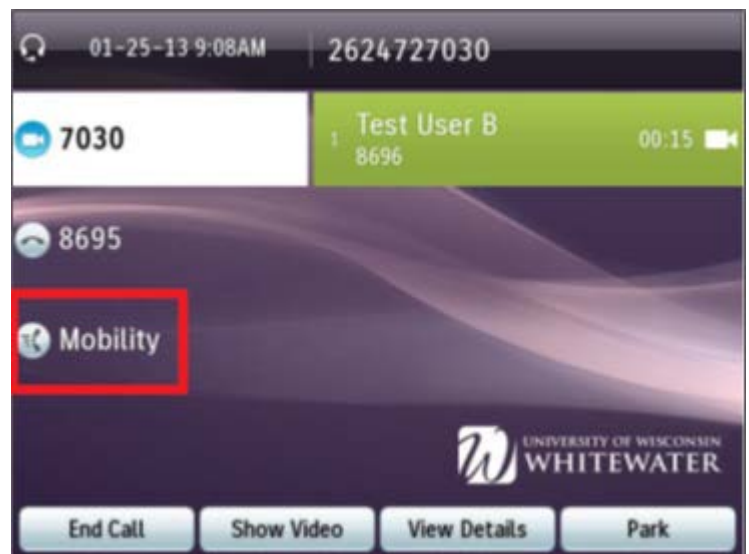 01-25-13 9:08AM
2624727030
7030
1 Test User B
8696
00:15
8695
Mobility
W
UNIVERSITY OF WISCONSIN
WHITEWATER
End Call
Show Video
View Details
Park